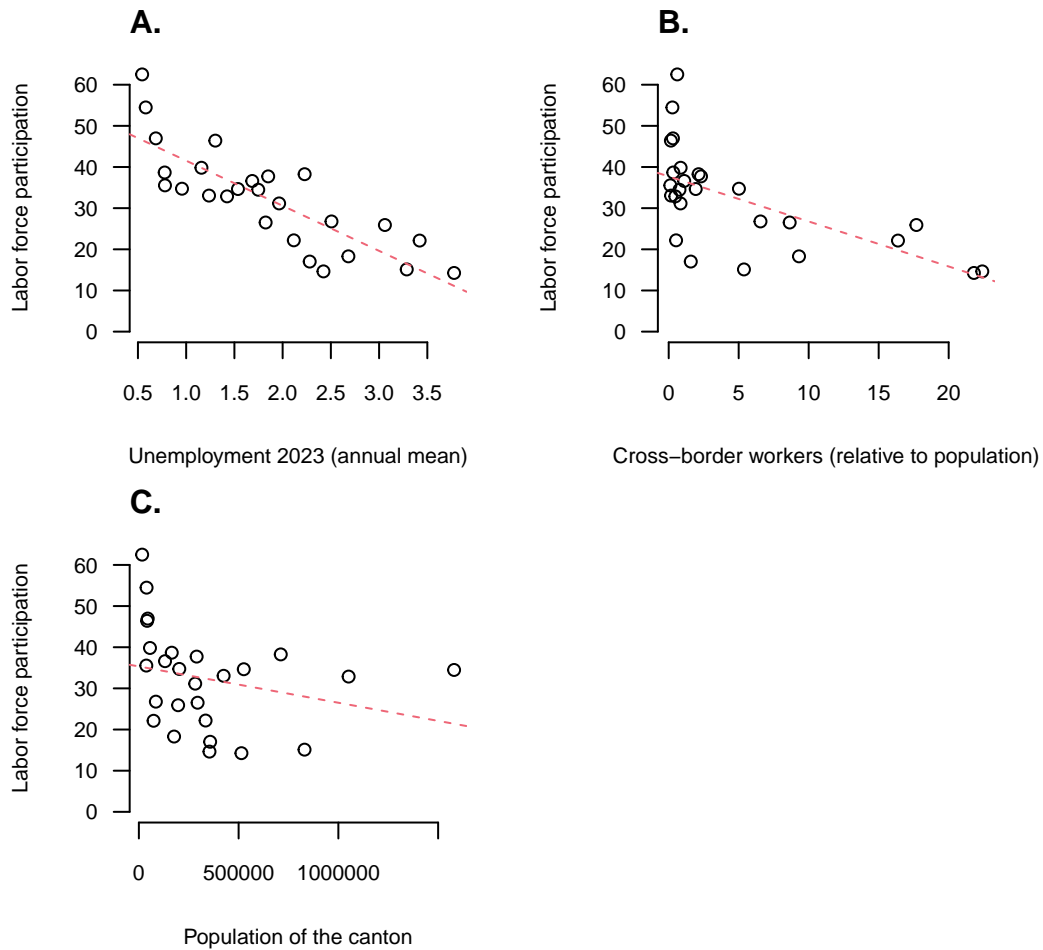 A.
Labor force participation
60
50
40
30
20
10
0
0.5 1.0 1.5 2.0 2.5 3.0 3.5
Unemployment 2023 (annual mean)
B.
Labor force participation
60
50
40
30
20
10
0
0 5 10 15 20
Cross−border workers (relative to population)
C.
Labor force participation
60
50
40
30
20
10
0
0 500000 1000000
Population of the canton